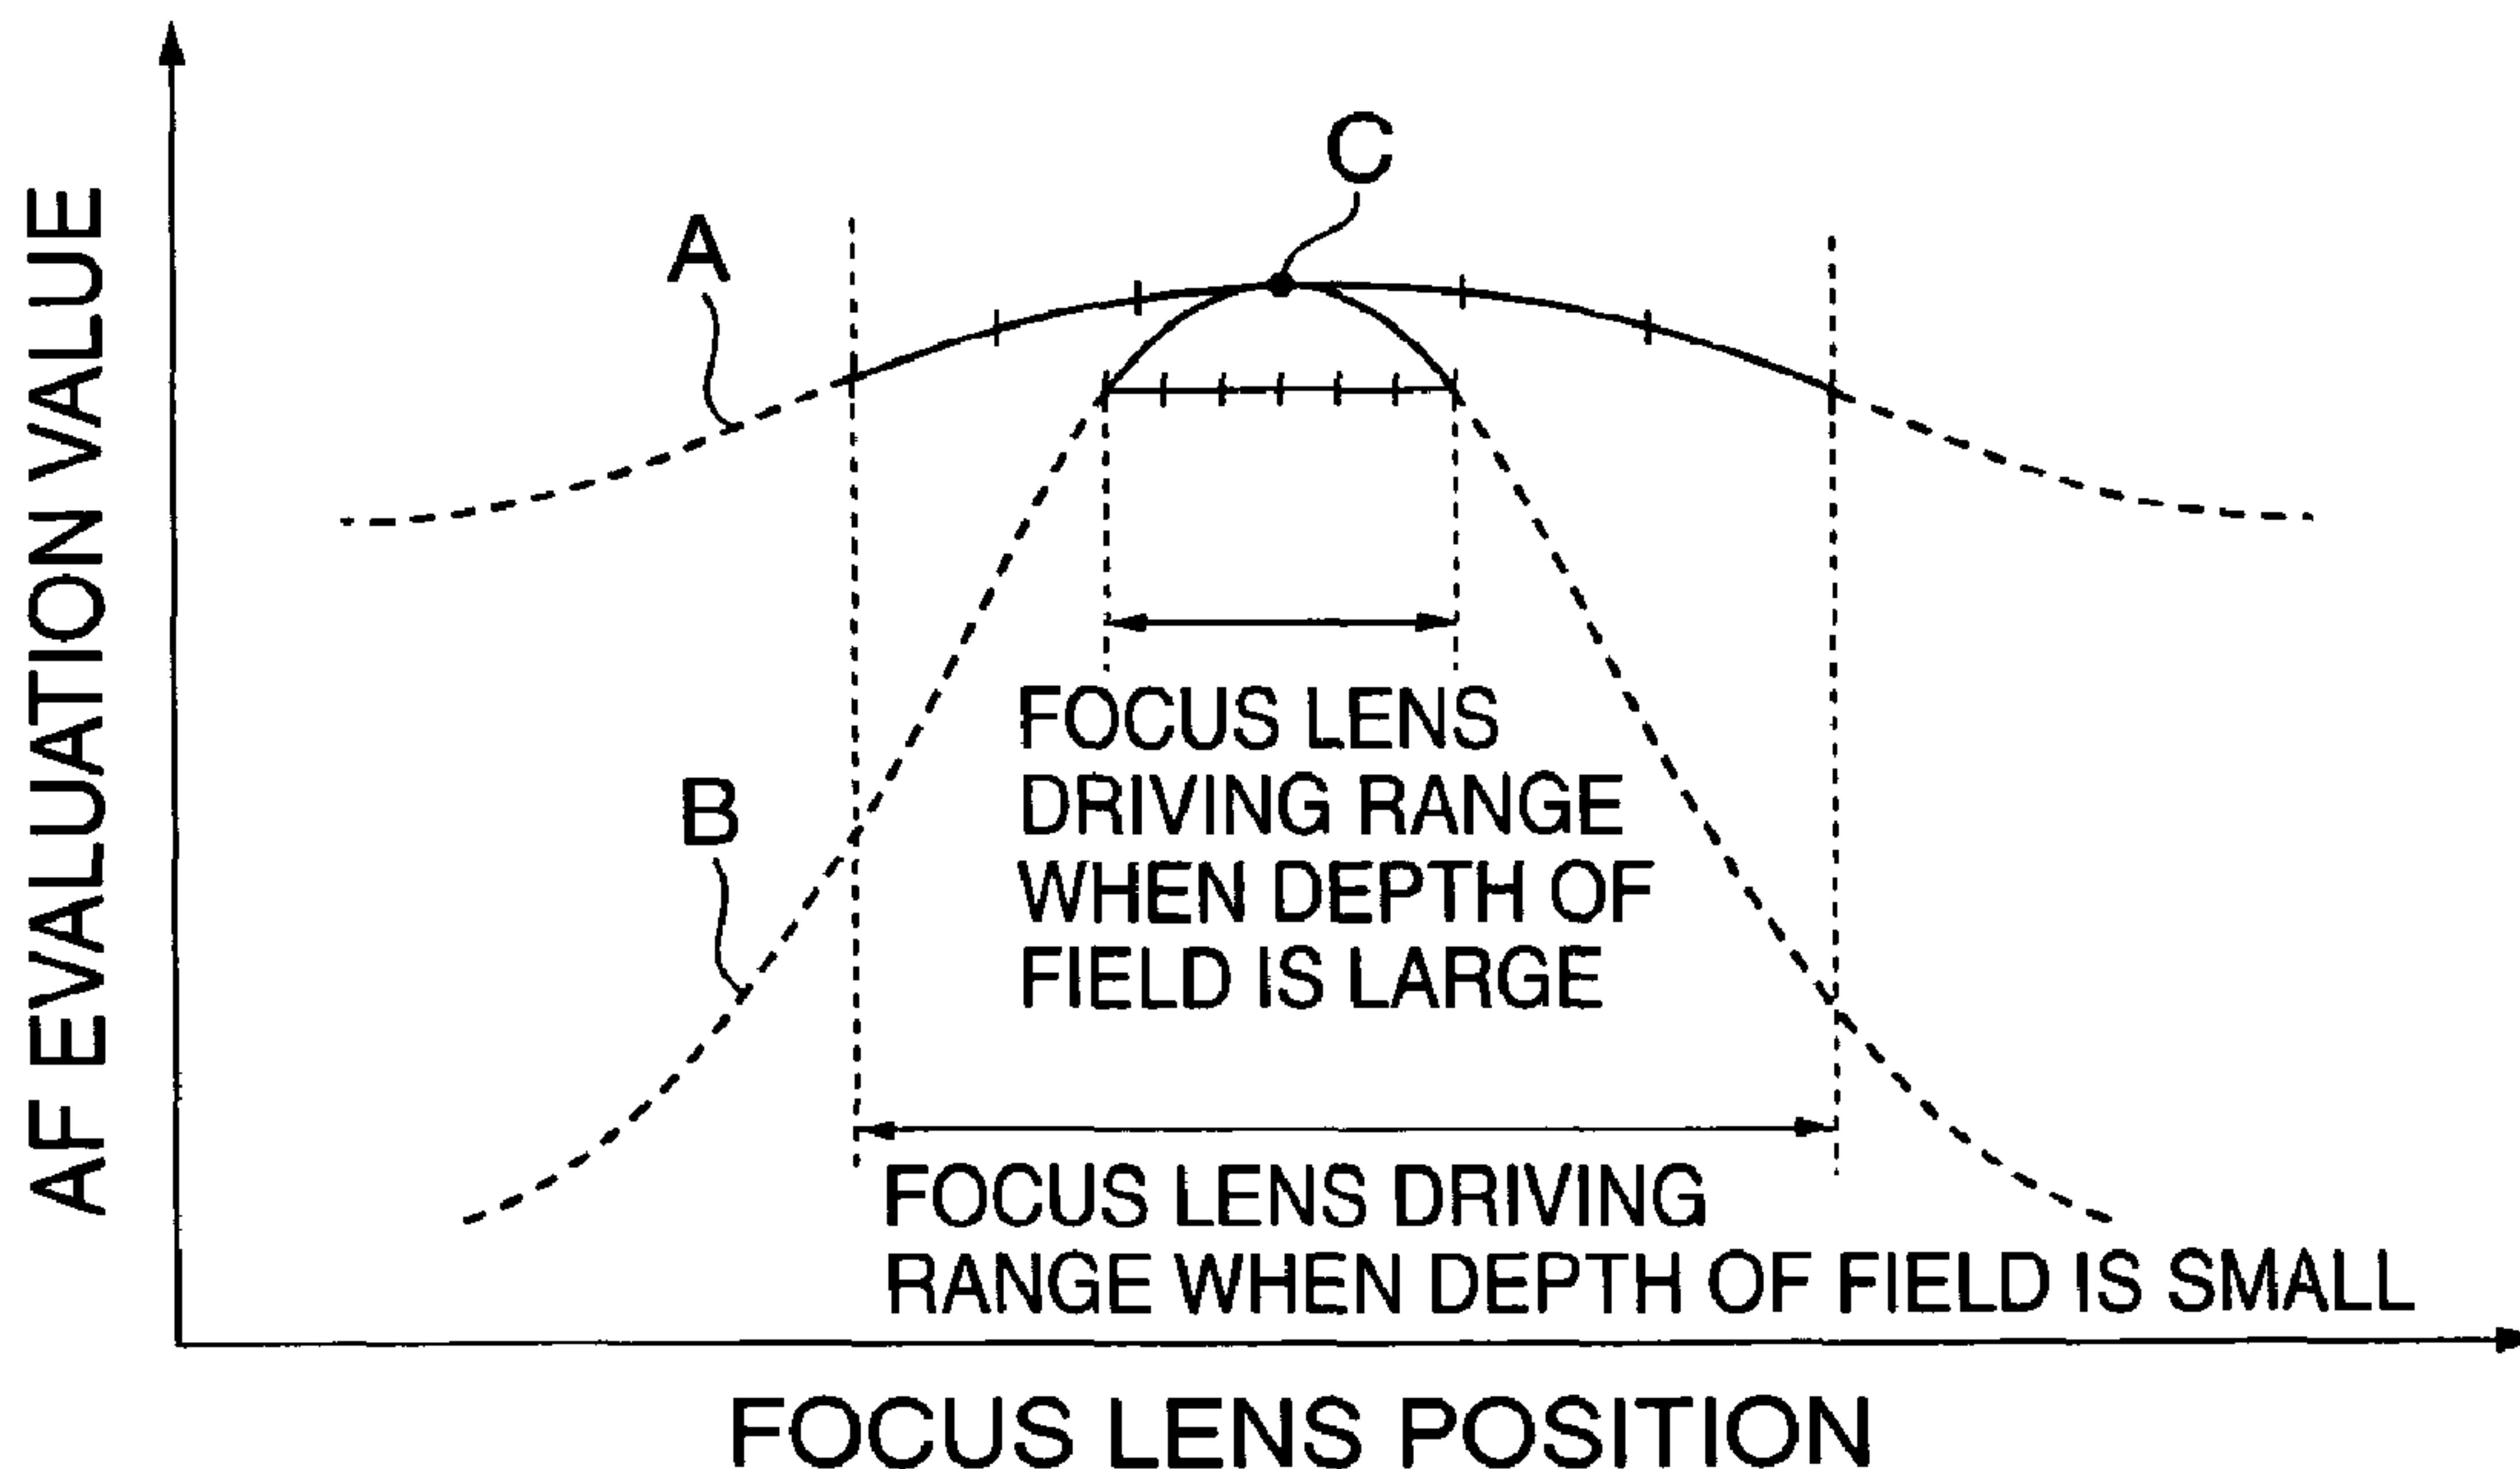 AF EVALUATION VALUE
C
A
B
FOCUS LENS
DRIVING RANGE
WHEN DEPTH OF
FIELD IS LARGE
FOCUS LENS DRIVING
RANGE WHEN DEPTH OF FIELD IS SMALL
FOCUS LENS POSITION